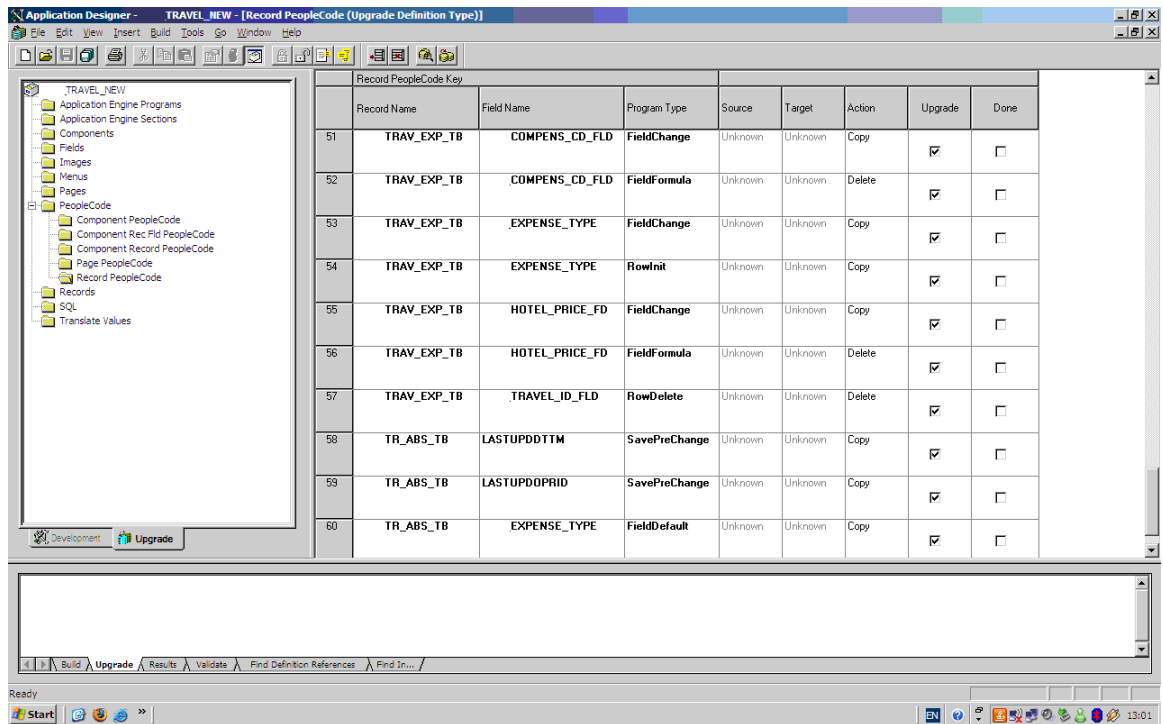 Application Designer - TRAVEL_NEW - [Record PeopleCode (Upgrade Definition Type)]
File Edit View Insert Build Tools Go Window Help
TRAVEL_NEW
Application Engine Programs
Application Engine Sections
Components
Fields
Images
Menus
Pages
PeopleCode
Component PeopleCode
Component Rec Fld PeopleCode
Component Record PeopleCode
Page PeopleCode
Record PeopleCode
Records
SQL
Translate Values
Development Upgrade
Record PeopleCode Key
Record Name Field Name Program Type Source Target Action Upgrade Done
51 TRAV_EXP_TB COMPENS_CD_FLD FieldChange Unknown Unknown Copy
52 TRAV_EXP_TB COMPENS_CD_FLD FieldFormula Unknown Unknown Delete
53 TRAV_EXP_TB EXPENSE_TYPE FieldChange Unknown Unknown Copy
54 TRAV_EXP_TB EXPENSE_TYPE RowInit Unknown Unknown Copy
55 TRAV_EXP_TB HOTEL_PRICE_FD FieldChange Unknown Unknown Copy
56 TRAV_EXP_TB HOTEL_PRICE_FD FieldFormula Unknown Unknown Delete
57 TRAV_EXP_TB TRAVEL_ID_FLD RowDelete Unknown Unknown Delete
58 TR_ABS_TB LASTUPDDTTM SavePreChange Unknown Unknown Copy
59 TR_ABS_TB LASTUPDOPRID SavePreChange Unknown Unknown Copy
60 TR_ABS_TB EXPENSE_TYPE FieldDefault Unknown Unknown Copy
Build Upgrade Results Validate Find Definition References Find In...
Ready
Start » EN 13:01